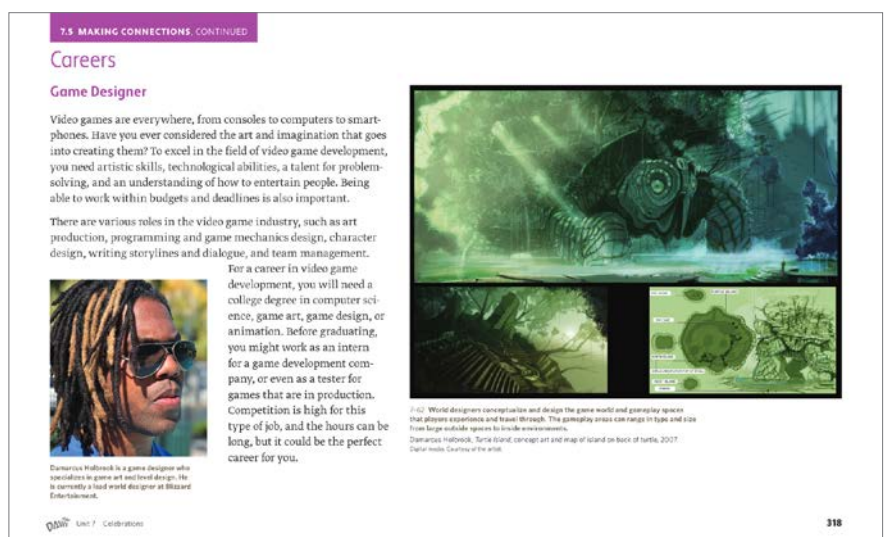 7.5 MAKING CONNECTIONS, CONTINUED
Careers
Game Designer
Video games are everywhere, from consoles to computers to smart-
phones. Have you ever considered the art and imagination that goes
into creating them? To excel in the field of video game development,
you need artistic skills, technological abilities, a talent for problem-
solving, and an understanding of how to entertain people. Being
able to work within budgets and deadlines is also important.
There are various roles in the video game industry, such as art
production, programming and game mechanics design, character
design, writing storylines and dialogue, and team management.
For a career in video game
development, you will need a
college degree in computer sci-
ence, game art, game design, or
animation. Before graduating,
you might work as an intern
for a game development com-
pany, or even as a tester for
games that are in production.
Competition is high for this
type of job, and the hours can be
long, but it could be the perfect
career for you.
Damarcus Holbrock is a game designer who
specializes in game art and level design. He
is currently a lead world designer at Blizzard
Entertainment.
7-62 World designers conceptualize and design the game world and gameplay spaces
that players experience and travel through. The gameplay areas can range in type and size
from large outside spaces to inside environments.
Damarcus Holbrock, Turtle Island, concept art and map of island on back of turtle, 2007.
Digital media. Courtesy of the artist.
Unit 7 Celebrations
318